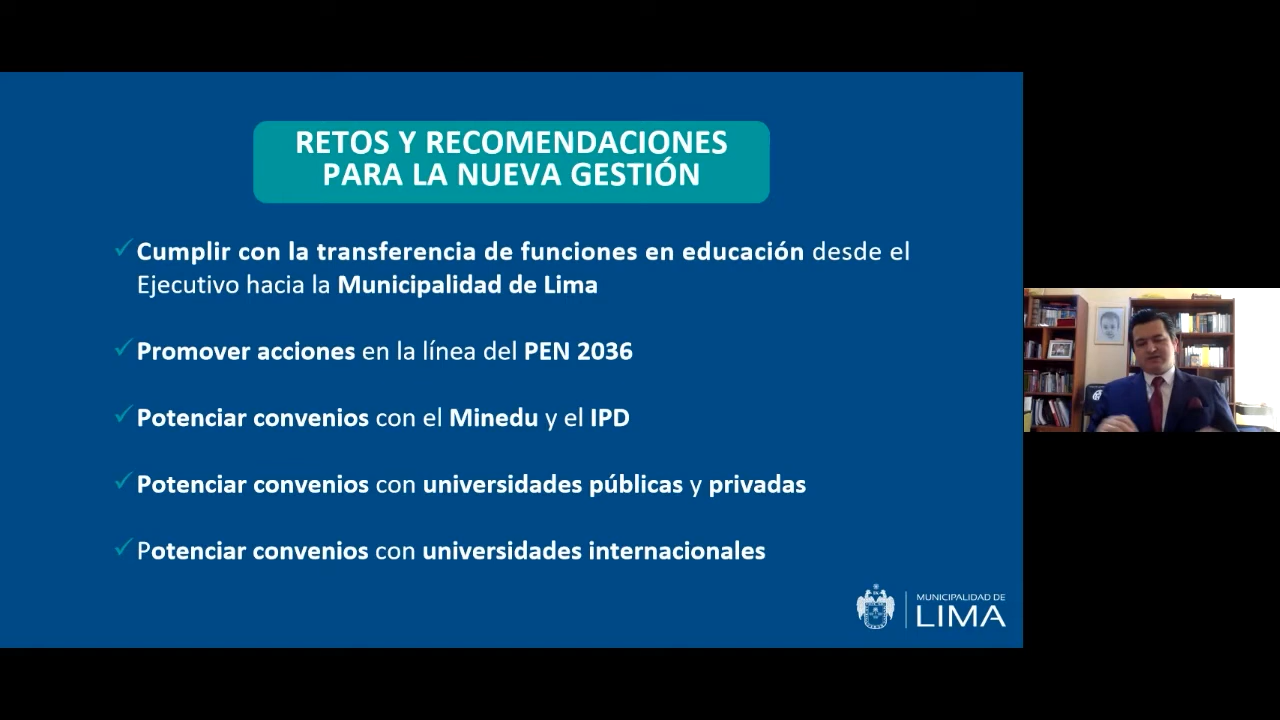 RETOS Y RECOMENDACIONES
PARA LA NUEVA GESTIÓN
Cumplir con la transferencia de funciones en educación desde el
Ejecutivo hacia la Municipalidad de Lima
Promover acciones en la línea del PEN 2036
Potenciar convenios con el Minedu y el IPD
Potenciar convenios con universidades públicas y privadas
Potenciar convenios con universidades internacionales
MUNICIPALIDAD DE
LIMA